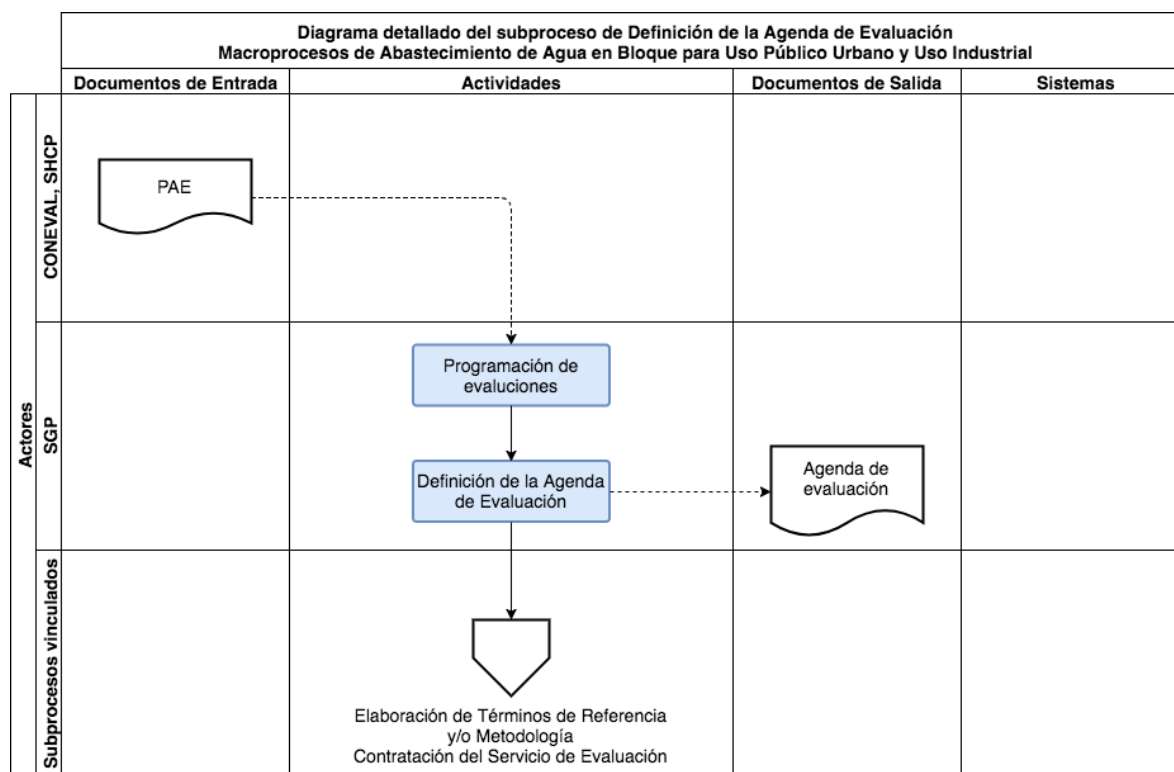 Diagrama detallado del subproceso de Definición de la Agenda de Evaluación
Macroprocesos de Abastecimiento de Agua en Bloque para Uso Público Urbano y Uso Industrial
Documentos de Entrada
Actividades
Documentos de Salida
Sistemas
Actores
CONEVAL, SHCP
PAE
SGP
Programación de
evaluciones
Definición de la Agenda
de Evaluación
Agenda de
evaluación
Subprocesos vinculados
Elaboración de Términos de Referencia
y/o Metodología
Contratación del Servicio de Evaluación